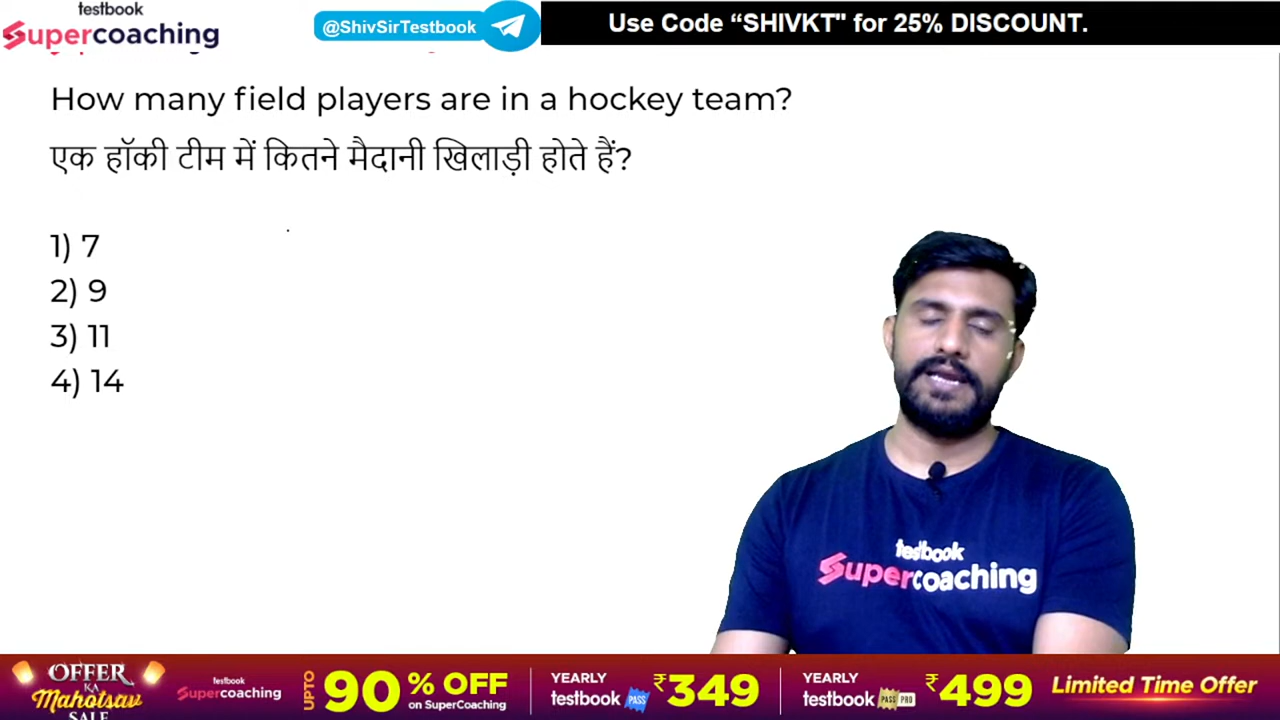 testbook
Supercoaching
@ShivSirTestbook
Use Code “SHIVKT" for 25% DISCOUNT.
How many field players are in a hockey team?
एक हॉकी टीम में कितने मैदानी खिलाड़ी होते हैं?
1) 7
2) 9
3) 11
4) 14
testbook
Supercoaching
OFFER
KA
Mahotsav
SALE
testbook
Supercoaching
UPTO
90% OFF
on SuperCoaching
YEARLY
testbook PASS
₹349
YEARLY
testbook PASS PRO
₹499
Limited Time Offer